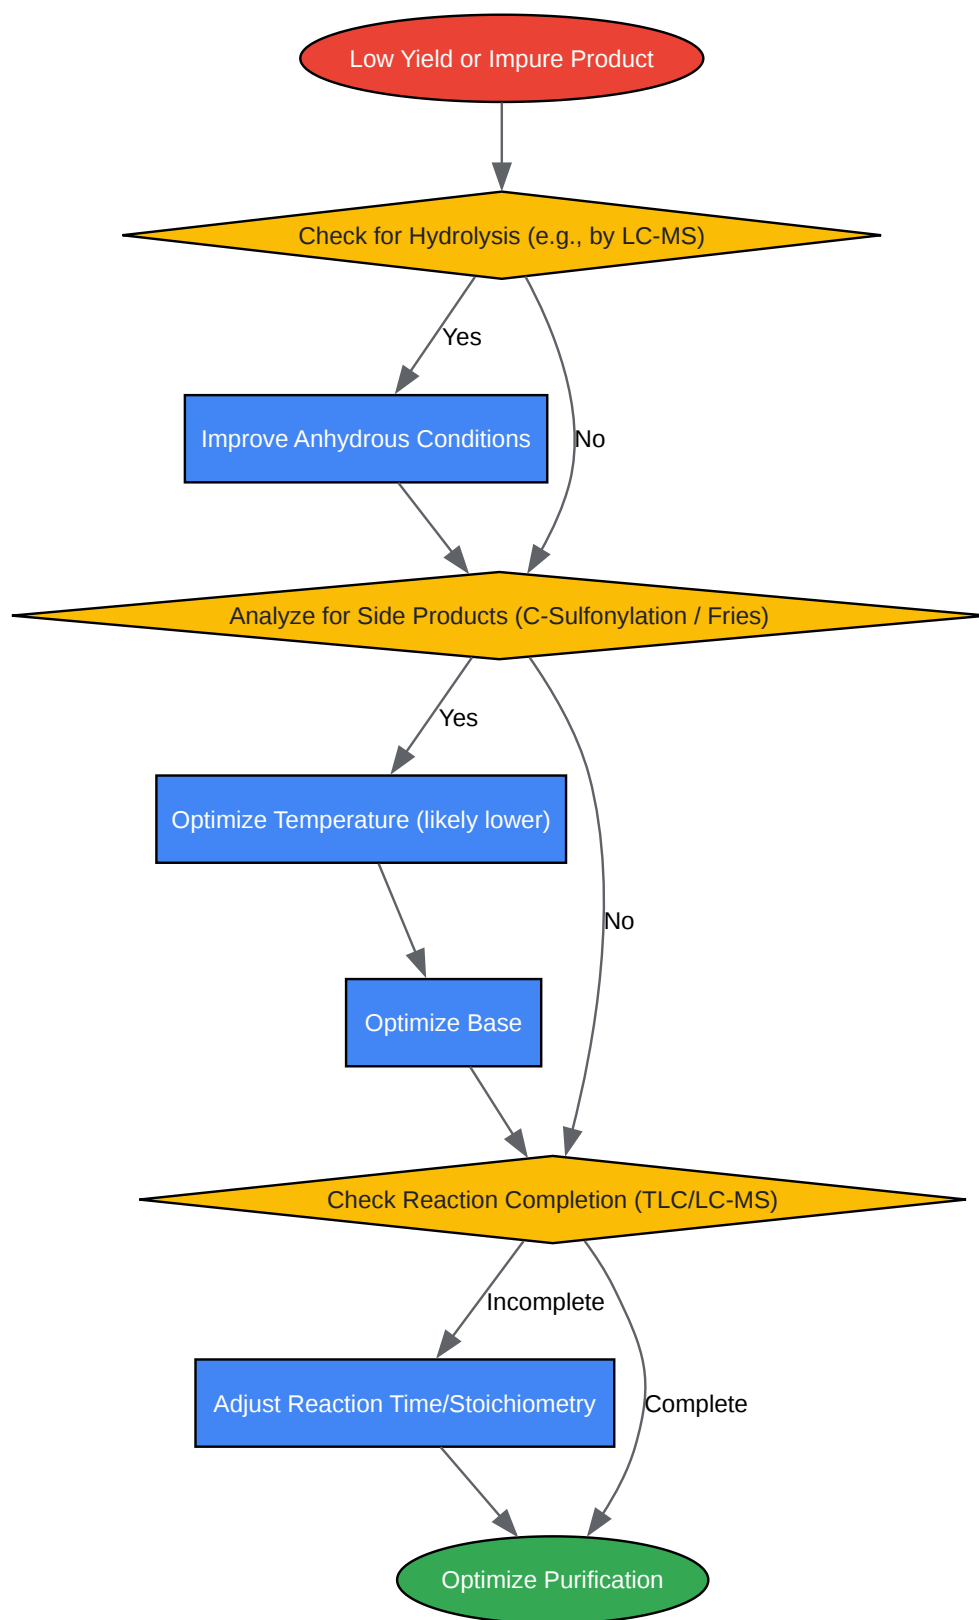 Low Yield or Impure Product
Check for Hydrolysis (e.g., by LC-MS)
Yes
Improve Anhydrous Conditions
No
Analyze for Side Products (C-Sulfonylation / Fries)
Yes
Optimize Temperature (likely lower)
No
Optimize Base
Check Reaction Completion (TLC/LC-MS)
Incomplete
Adjust Reaction Time/Stoichiometry
Complete
Optimize Purification